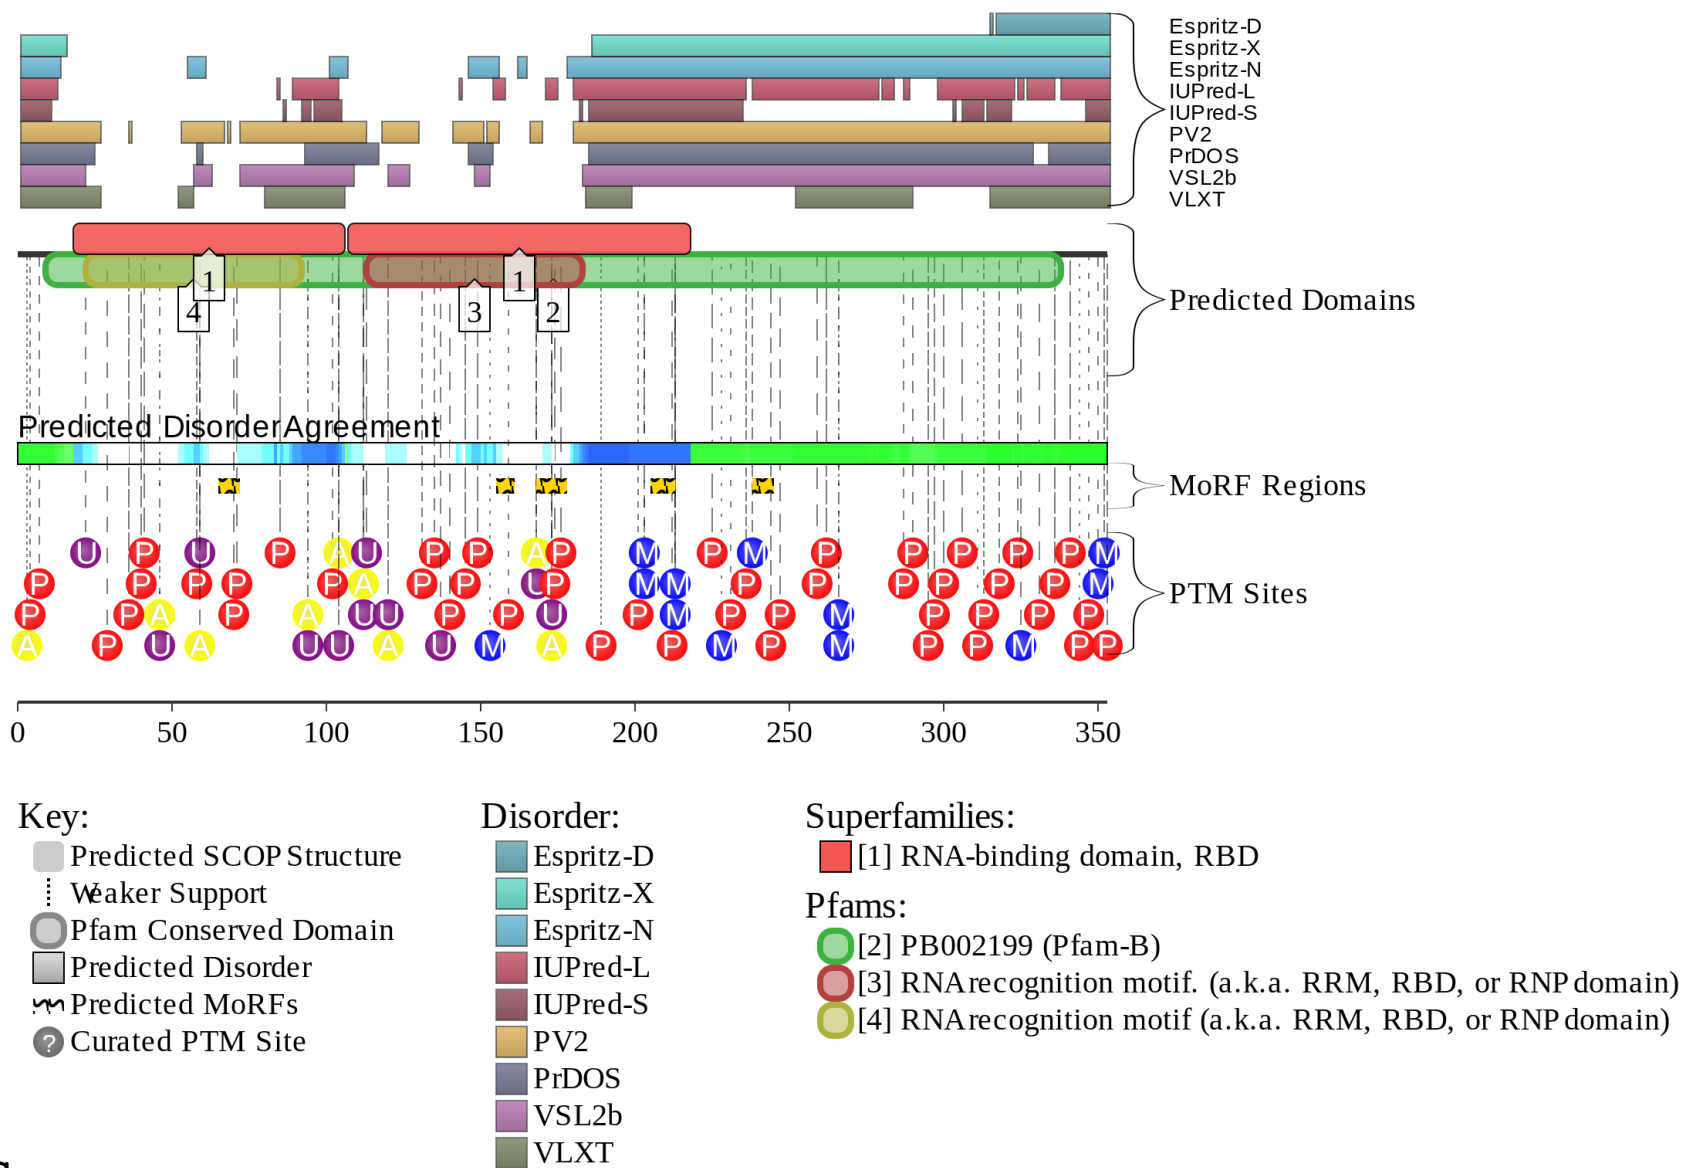 Espritz-D
Espritz-X
Espritz-N
IUPred-L
IUPred-S
PV2
PrDOS
VSL2b
VLXT
1 1
4 3 2
Predicted Domains
Predicted Disorder Agreement
MoRF Regions
U P U P A U P P A P M P M P P P P P M
P P P P P A P P U P M M P P P P P P M
P P A P A U U P P U P M P P M P P P P
A P U A U U A U M A P P M P M P P M P P
PTM Sites
0 50 100 150 200 250 300 350
Key:
Predicted SCOP Structure
Weaker Support
Pfam Conserved Domain
Predicted Disorder
Predicted MoRFs
? Curated PTM Site
Disorder:
Espritz-D
Espritz-X
Espritz-N
IUPred-L
IUPred-S
PV2
PrDOS
VSL2b
VLXT
Superfamilies:
[1] RNA-binding domain, RBD
Pfams:
[2] PB002199 (Pfam-B)
[3] RNA recognition motif. (a.k.a. RRM, RBD, or RNP domain)
[4] RNA recognition motif (a.k.a. RRM, RBD, or RNP domain)